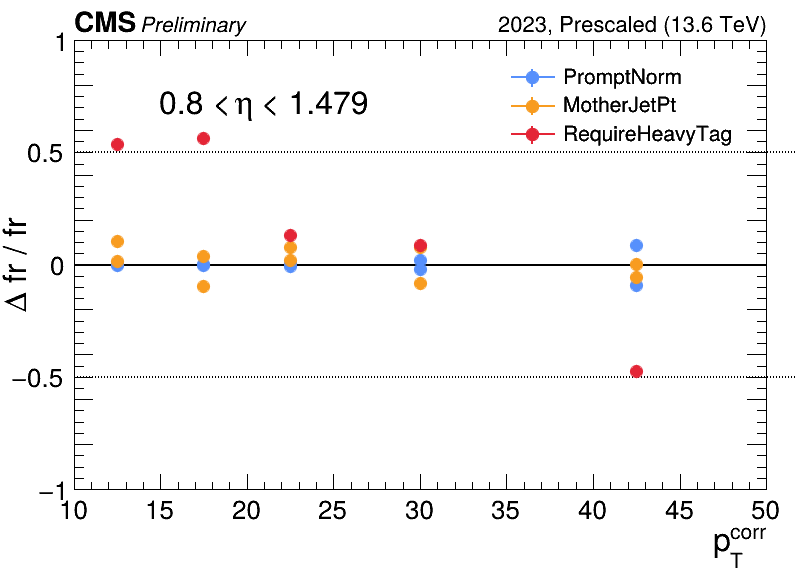 CMS Preliminary 2023, Prescaled (13.6 TeV)
1
0.8 < η < 1.479
PromptNorm
MotherJetPt
RequireHeavyTag
0.5
0
−0.5
−1
Δ fr / fr
10 15 20 25 30 35 40 45 50
p_T^corr